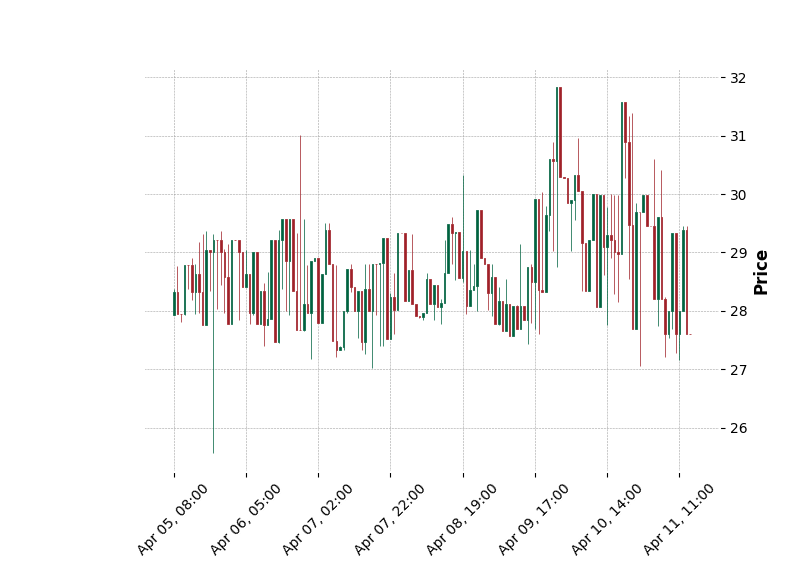 32
31
30
29
28
27
26
Price
Apr 05, 08:00
Apr 06, 05:00
Apr 07, 02:00
Apr 07, 22:00
Apr 08, 19:00
Apr 09, 17:00
Apr 10, 14:00
Apr 11, 11:00